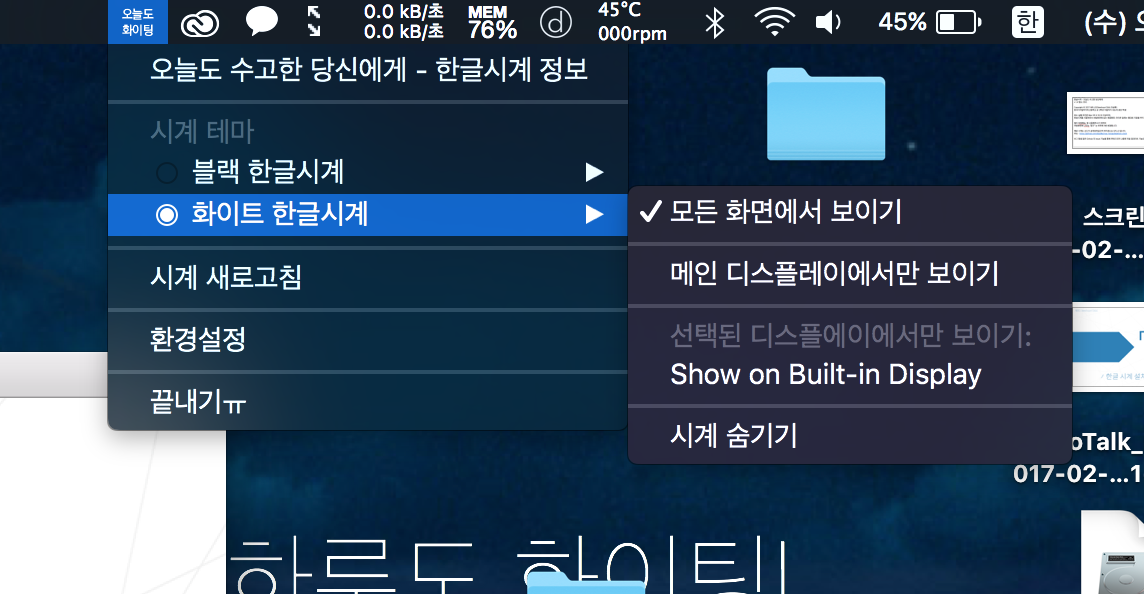 오늘도
화이팅
0.0 kB/초
0.0 kB/초
MEM
76%
d
45°C
000rpm
45%
한
(수)
오늘도 수고한 당신에게 - 한글시계 정보
시계 테마
블랙 한글시계
화이트 한글시계
시계 새로고침
환경설정
끝내기ㅠ
✓ 모든 화면에서 보이기
메인 디스플레이에서만 보이기
선택된 디스플에이에서만 보이기:
Show on Built-in Display
시계 숨기기
스크린
-02-...
oTalk_
017-02-...1
하루도 화이팅!